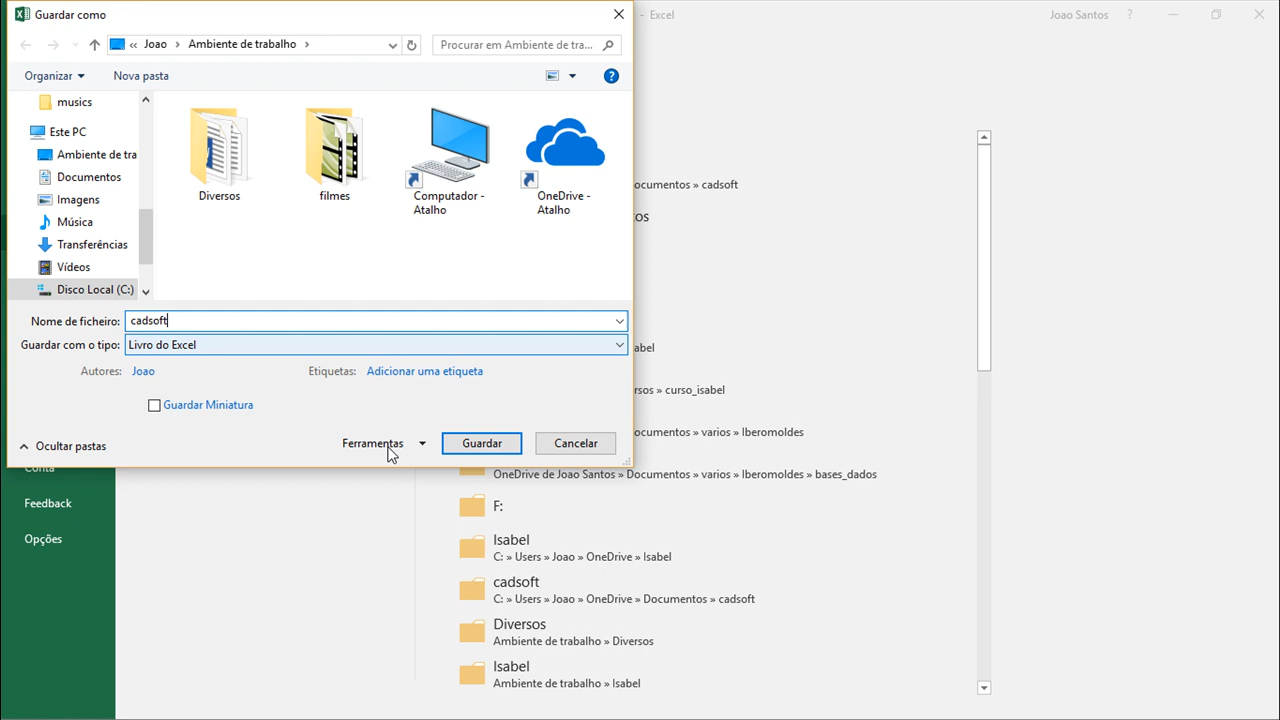 Guardar como
- Excel
Joao Santos
?
« Joao > Ambiente de trabalho >
Procurar em Ambiente de tra...
Organizar
Nova pasta
?
musics
Este PC
Ambiente de tra
Documentos
Imagens
Música
Transferências
Vídeos
Disco Local (C:)
Diversos
filmes
Computador -
Atalho
OneDrive -
Atalho
Nome de ficheiro: cadsoft
Guardar com o tipo: Livro do Excel
Autores: Joao
Etiquetas: Adicionar uma etiqueta
Guardar Miniatura
Ocultar pastas
Ferramentas
Guardar
Cancelar
ocumentos » cadsoft
os
abel
rsos » curso_isabel
ocumentos » varios » Iberomoldes
OneDrive de Joao Santos » Documentos » varios » Iberomoldes » bases_dados
F:
Isabel
C: » Users » Joao » OneDrive » Isabel
cadsoft
C: » Users » Joao » OneDrive » Documentos » cadsoft
Diversos
Ambiente de trabalho » Diversos
Isabel
Ambiente de trabalho » Isabel
Conta
Feedback
Opções